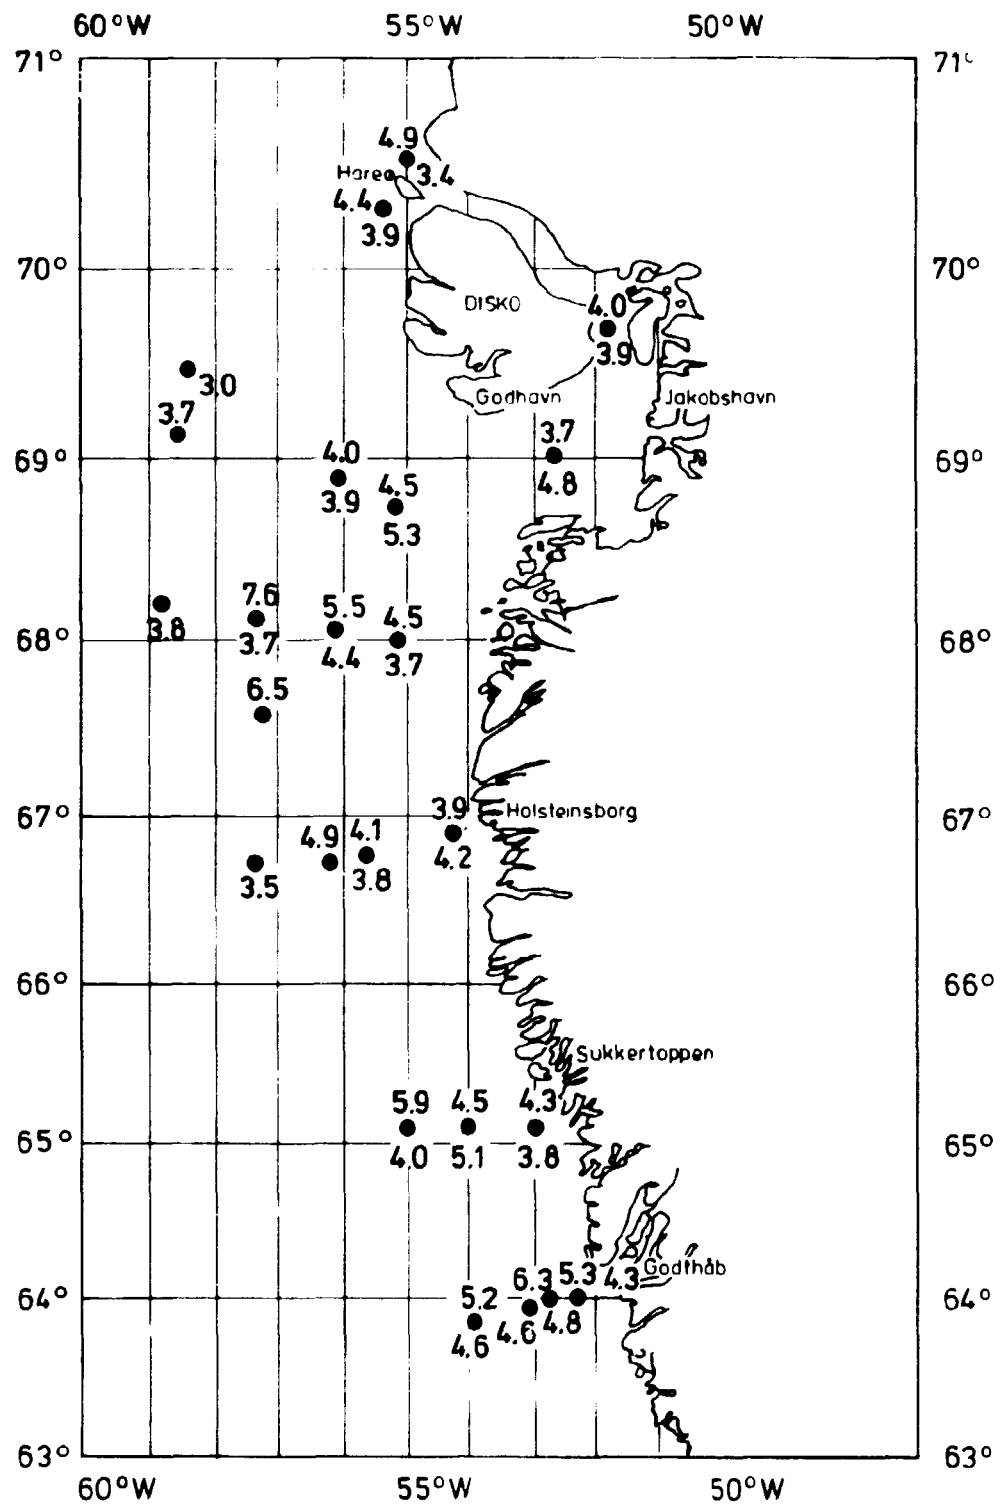 60°W 55°W 50°W
71° 71°
4.9
Hareø 3.4
4.4
3.9
70° 70°
DISKO 4.0
3.9
3.0
Godhavn Jakobshavn
3.7 3.7
4.0
69° 69°
4.5 4.8
3.9
5.3
7.6 5.5 4.5
3.8 3.7 68° 68°
4.4 3.7
6.5
3.9 Holsteinsborg
67° 67°
4.9 4.1
4.2
3.5 3.8
66° 66°
Sukkertoppen
5.9 4.5 4.3
65° 65°
4.0 5.1 3.8
Godthåb
6.3 5.3 4.3
5.2
64° 64°
4.6 4.6 4.8
63° 63°
60°W 55°W 50°W